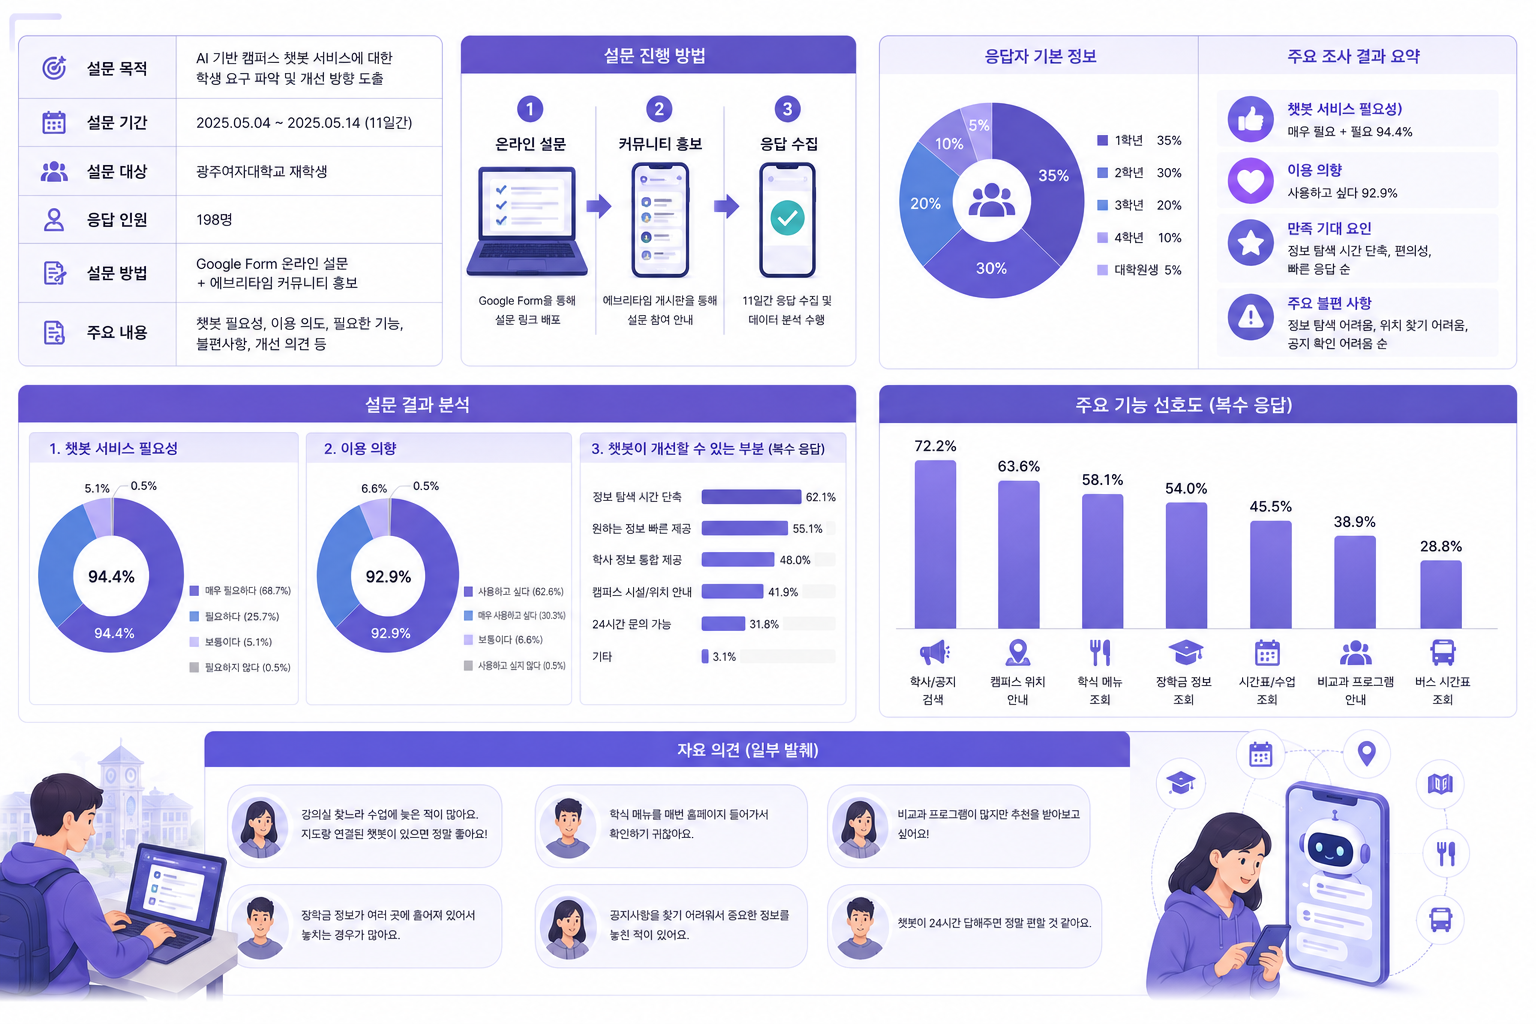 설문 목적
AI 기반 캠퍼스 챗봇 서비스에 대한
학생 요구 파악 및 개선 방향 도출
설문 기간
2025.05.04 ~ 2025.05.14 (11일간)
설문 대상
광주여자대학교 재학생
응답 인원
198명
설문 방법
Google Form 온라인 설문
+ 에브리타임 커뮤니티 홍보
주요 내용
챗봇 필요성, 이용 의도, 필요한 기능,
불편사항, 개선 의견 등
설문 진행 방법
1
온라인 설문
Google Form을 통해
설문 링크 배포
2
커뮤니티 홍보
에브리타임 게시판을 통해
설문 참여 안내
3
응답 수집
11일간 응답 수집 및
데이터 분석 수행
응답자 기본 정보
35%
30%
20%
10%
5%
1학년 35%
2학년 30%
3학년 20%
4학년 10%
대학원생 5%
주요 조사 결과 요약
챗봇 서비스 필요성)
매우 필요 + 필요 94.4%
이용 의향
사용하고 싶다 92.9%
만족 기대 요인
정보 탐색 시간 단축, 편의성,
빠른 응답 순
주요 불편 사항
정보 탐색 어려움, 위치 찾기 어려움,
공지 확인 어려움 순
설문 결과 분석
1. 챗봇 서비스 필요성
5.1%
0.5%
94.4%
94.4%
매우 필요하다 (68.7%)
필요하다 (25.7%)
보통이다 (5.1%)
필요하지 않다 (0.5%)
2. 이용 의향
6.6%
0.5%
92.9%
92.9%
사용하고 싶다 (62.6%)
매우 사용하고 싶다 (30.3%)
보통이다 (6.6%)
사용하고 싶지 않다 (0.5%)
3. 챗봇이 개선할 수 있는 부분 (복수 응답)
정보 탐색 시간 단축 62.1%
원하는 정보 빠른 제공 55.1%
학사 정보 통합 제공 48.0%
캠퍼스 시설/위치 안내 41.9%
24시간 문의 가능 31.8%
기타 3.1%
주요 기능 선호도 (복수 응답)
72.2%
63.6%
58.1%
54.0%
45.5%
38.9%
28.8%
학사/공지
검색
캠퍼스 위치
안내
학식 메뉴
조회
장학금 정보
조회
시간표/수업
조회
비교과 프로그램
안내
버스 시간표
조회
자요 의견 (일부 발췌)
강의실 찾느라 수업에 늦은 적이 많아요.
지도랑 연결된 챗봇이 있으면 정말 좋아요!
학식 메뉴를 매번 홈페이지 들어가서
확인하기 귀찮아요.
비교과 프로그램이 많지만 추천을 받아보고
싶어요!
장학금 정보가 여러 곳에 흩어져 있어서
놓치는 경우가 많아요.
공지사항을 찾기 어려워서 중요한 정보를
놓친 적이 있어요.
챗봇이 24시간 답해주면 정말 편할 것 같아요.